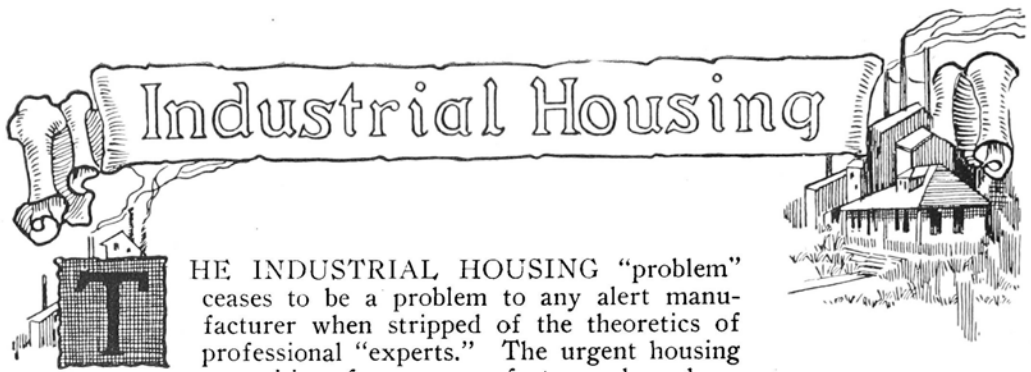 Industrial Housing
THE INDUSTRIAL HOUSING “problem”
ceases to be a problem to any alert manu-
facturer when stripped of the theoretics of
professional “experts.” The urgent housing